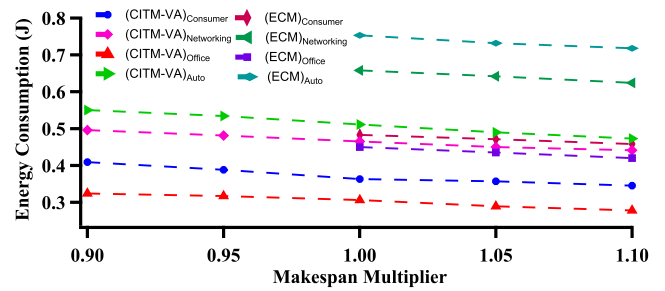 0.8
0.7
0.6
0.5
0.4
0.3
Energy Consumption (J)
(CITM-VA)Consumer
(CITM-VA)Networking
(CITM-VA)Office
(CITM-VA)Auto
(ECM)Consumer
(ECM)Networking
(ECM)Office
(ECM)Auto
0.90 0.95 1.00 1.05 1.10
Makespan Multiplier